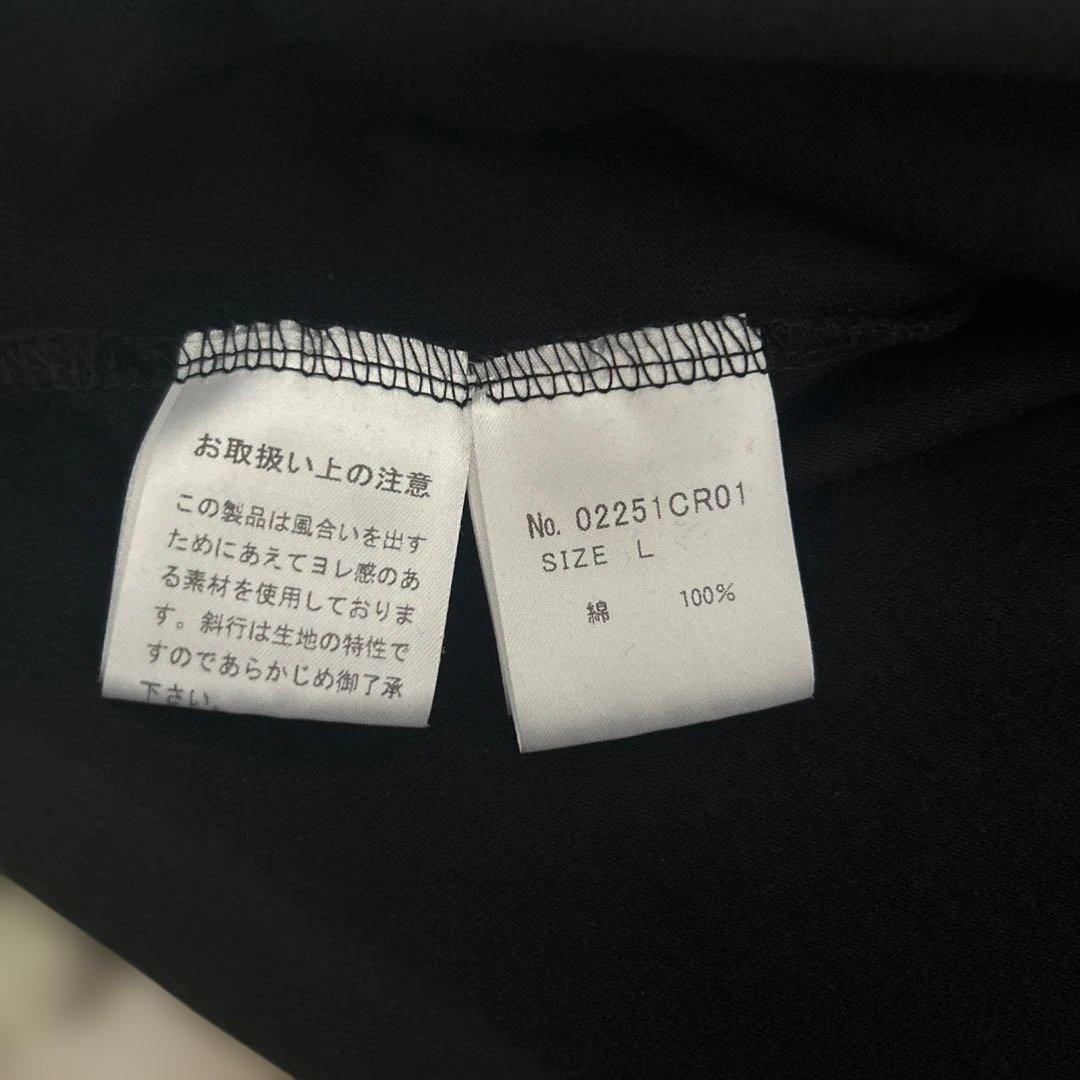 お取扱い上の注意
この製品は風合いを出す
ためにあえてヨレ感のあ
る素材を使用しておりま
す。斜行は生地の特性で
すのであらかじめ御了承
下さい。
No. 02251CR01
SIZE L
綿 100%